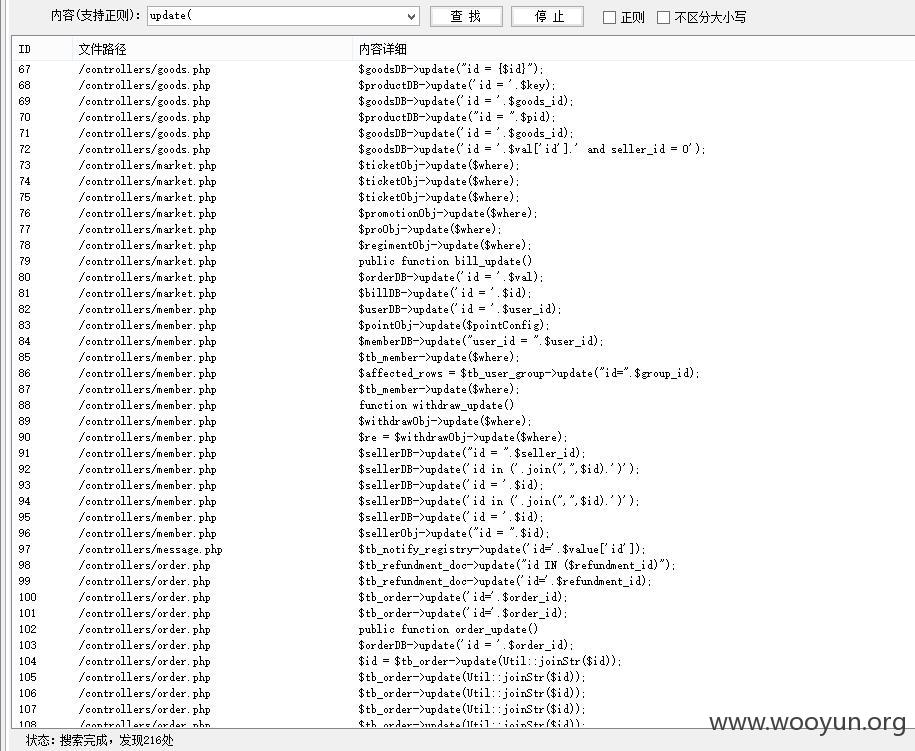 内容(支持正则): update( 查 找 停 止 正则 不区分大小写
ID 文件路径 内容详细
67 /controllers/goods.php $goodsDB->update("id = {$id}");
68 /controllers/goods.php $productDB->update('id = '.$key);
69 /controllers/goods.php $goodsDB->update('id = '.$goods_id);
70 /controllers/goods.php $productDB->update("id = ".$pid);
71 /controllers/goods.php $goodsDB->update('id = '.$goods_id);
72 /controllers/goods.php $goodsDB->update('id = '.$val['id'].' and seller_id = 0');
73 /controllers/market.php $ticketObj->update($where);
74 /controllers/market.php $ticketObj->update($where);
75 /controllers/market.php $ticketObj->update($where);
76 /controllers/market.php $promotionObj->update($where);
77 /controllers/market.php $proObj->update($where);
78 /controllers/market.php $regimentObj->update($where);
79 /controllers/market.php public function bill_update()
80 /controllers/market.php $orderDB->update('id = '.$val);
81 /controllers/market.php $billDB->update('id = '.$id);
82 /controllers/member.php $userDB->update('id = '.$user_id);
83 /controllers/member.php $pointObj->update($pointConfig);
84 /controllers/member.php $memberDB->update("user_id = ".$user_id);
85 /controllers/member.php $tb_member->update($where);
86 /controllers/member.php $affected_rows = $tb_user_group->update("id=".$group_id);
87 /controllers/member.php $tb_member->update($where);
88 /controllers/member.php function withdraw_update()
89 /controllers/member.php $withdrawObj->update($where);
90 /controllers/member.php $re = $withdrawObj->update($where);
91 /controllers/member.php $sellerDB->update("id = ".$seller_id);
92 /controllers/member.php $sellerDB->update('id in ('.join(",",$id).')');
93 /controllers/member.php $sellerDB->update('id = '.$id);
94 /controllers/member.php $sellerDB->update('id in ('.join(",",$id).')');
95 /controllers/member.php $sellerDB->update('id = '.$id);
96 /controllers/member.php $sellerObj->update("id = ".$id);
97 /controllers/message.php $tb_notify_registry->update('id='.$value['id']);
98 /controllers/order.php $tb_refundment_doc->update("id IN ($refundment_id)");
99 /controllers/order.php $tb_refundment_doc->update('id='.$refundment_id);
100 /controllers/order.php $tb_order->update('id='.$order_id);
101 /controllers/order.php $tb_order->update('id='.$order_id);
102 /controllers/order.php public function order_update()
103 /controllers/order.php $orderDB->update('id = '.$order_id);
104 /controllers/order.php $id = $tb_order->update(Util::joinStr($id));
105 /controllers/order.php $tb_order->update(Util::joinStr($id));
106 /controllers/order.php $tb_order->update(Util::joinStr($id));
107 /controllers/order.php $tb_order->update(Util::joinStr($id));
108 /controllers/order.php $tb_order->update(Util::joinStr($id));
www.wooyun.org
状态: 搜索完成，发现216处